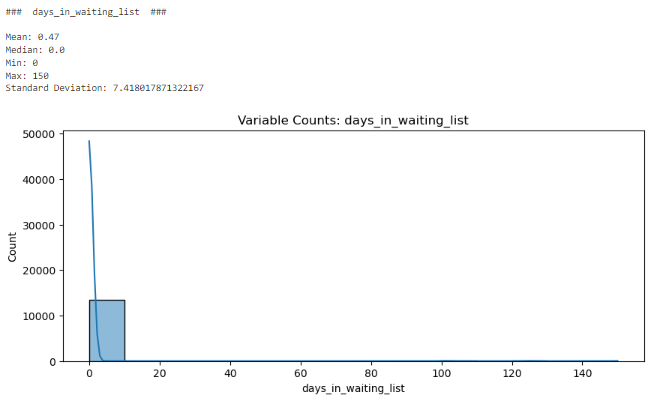 ### days_in_waiting_list ###
Mean: 0.47
Median: 0.0
Min: 0
Max: 150
Standard Deviation: 7.418017871322167
Variable Counts: days_in_waiting_list
50000
40000
30000
20000
10000
0
Count
0 20 40 60 80 100 120 140
days_in_waiting_list